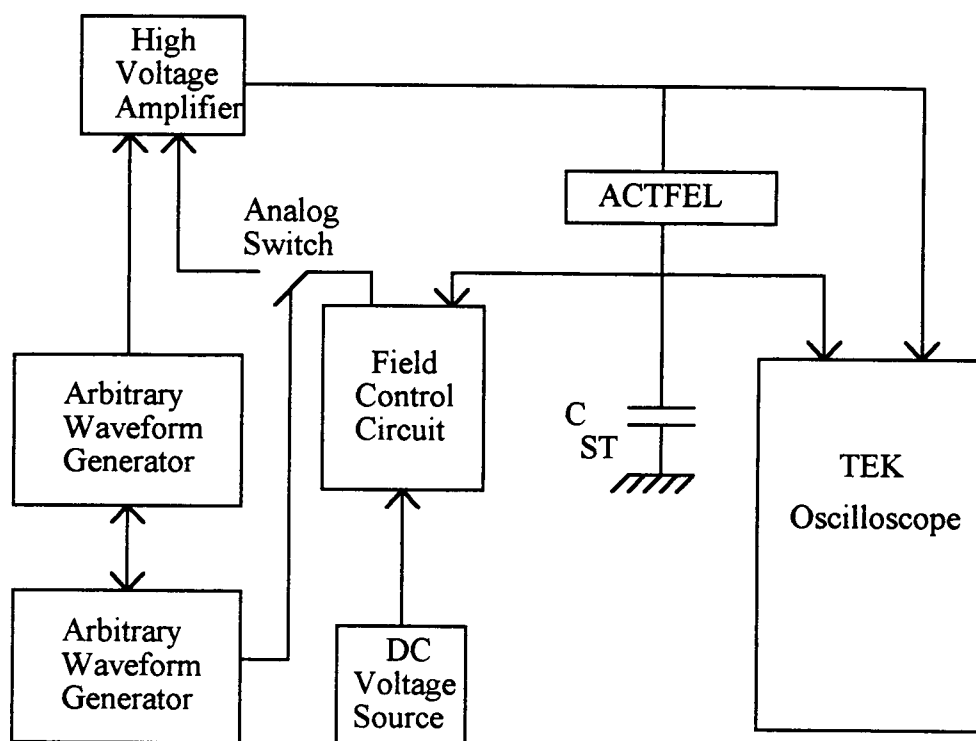 High
Voltage
Amplifier
ACTFEL
Analog
Switch
Field
Control
Circuit
Arbitrary
Waveform
Generator
C
ST
TEK
Oscilloscope
Arbitrary
Waveform
Generator
DC
Voltage
Source